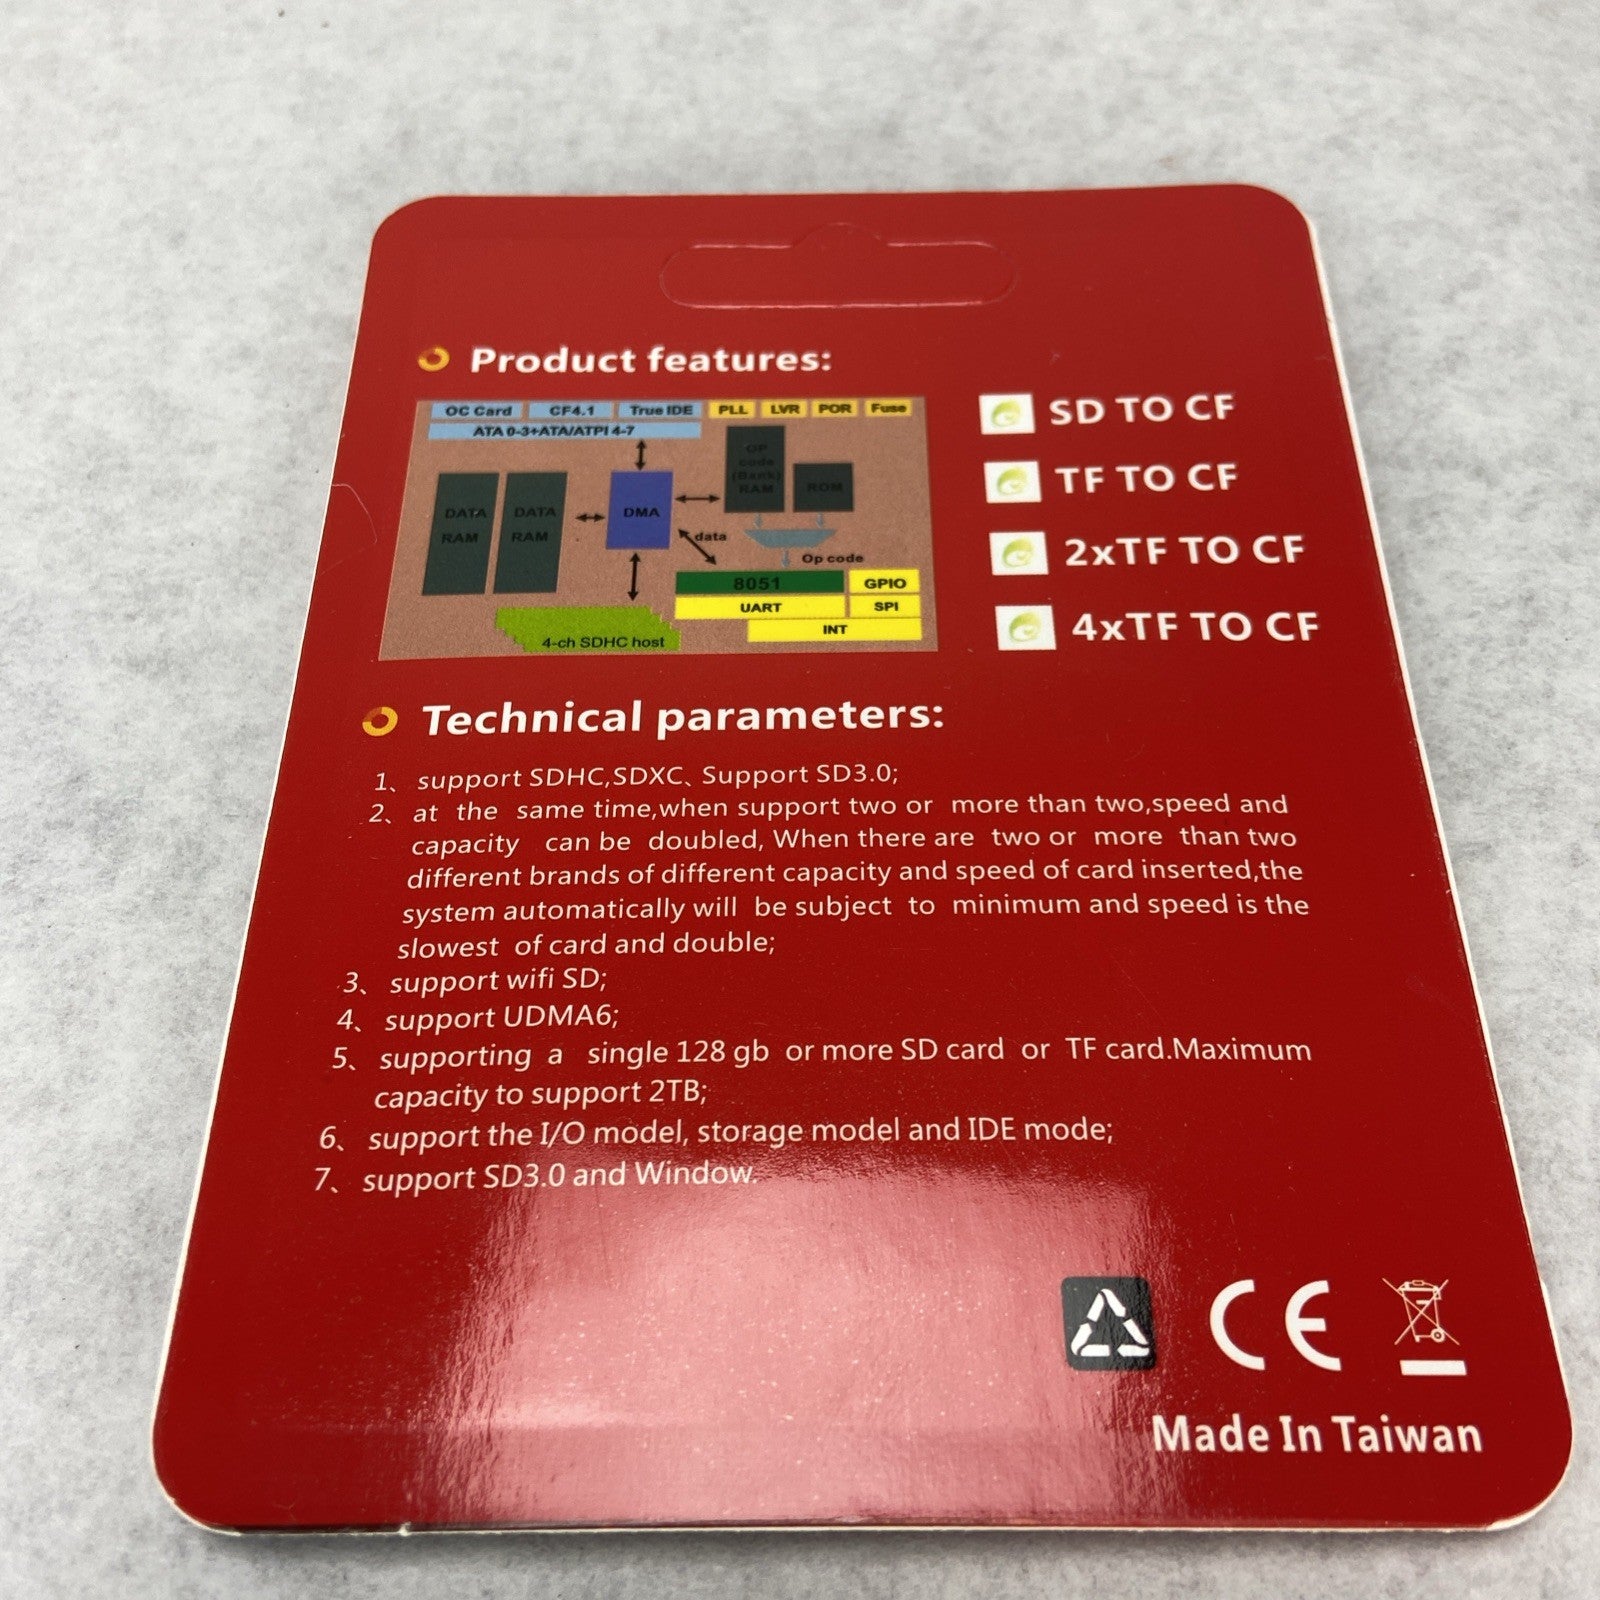 Product features:
OC Card CF4.1 True IDE PLL LVR POR Fuse
ATA 0-3+ATA/ATPI 4-7
OP
code
(Bank)
RAM
ROM
DATA
RAM
DATA
RAM
DMA
data
Op code
8051 GPIO
UART SPI
INT
4-ch SDHC host
SD TO CF
TF TO CF
2xTF TO CF
4xTF TO CF
Technical parameters:
1、 support SDHC,SDXC、Support SD3.0;
2、 at the same time,when support two or more than two,speed and
capacity can be doubled, When there are two or more than two
different brands of different capacity and speed of card inserted,the
system automatically will be subject to minimum and speed is the
slowest of card and double;
3、 support wifi SD;
4、 support UDMA6;
5、 supporting a single 128 gb or more SD card or TF card.Maximum
capacity to support 2TB;
6、 support the I/O model, storage model and IDE mode;
7、 support SD3.0 and Window.
CE
Made In Taiwan